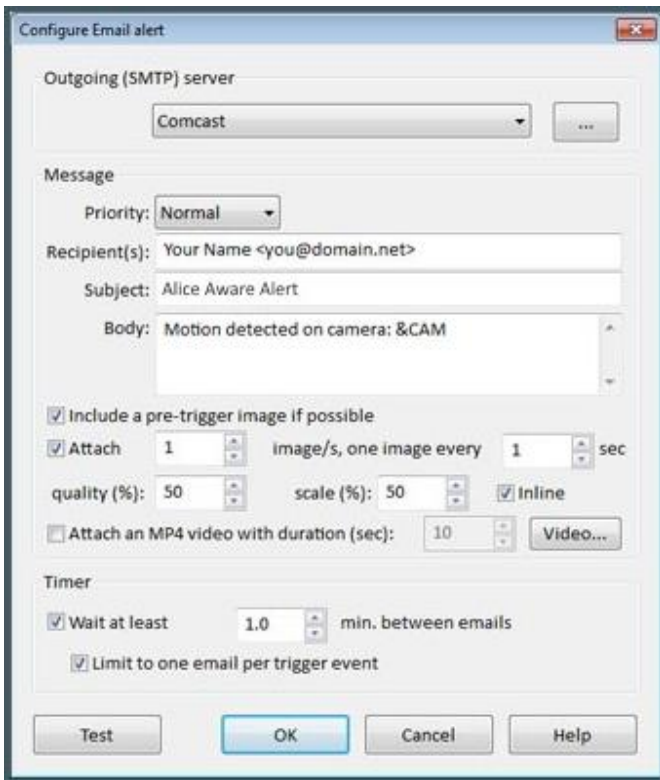 Configure Email alert
Outgoing (SMTP) server
Comcast
...
Message
Priority: Normal
Recipient(s): Your Name <you@domain.net>
Subject: Alice Aware Alert
Body: Motion detected on camera: &CAM
Include a pre-trigger image if possible
Attach 1 image/s, one image every 1 sec
quality (%): 50 scale (%): 50 Inline
Attach an MP4 video with duration (sec): 10 Video...
Timer
Wait at least 1.0 min. between emails
Limit to one email per trigger event
Test OK Cancel Help